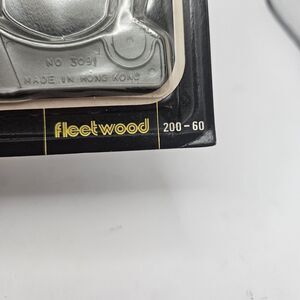 NO 3091
MADE IN HONG KONG
fleetwood 200-60